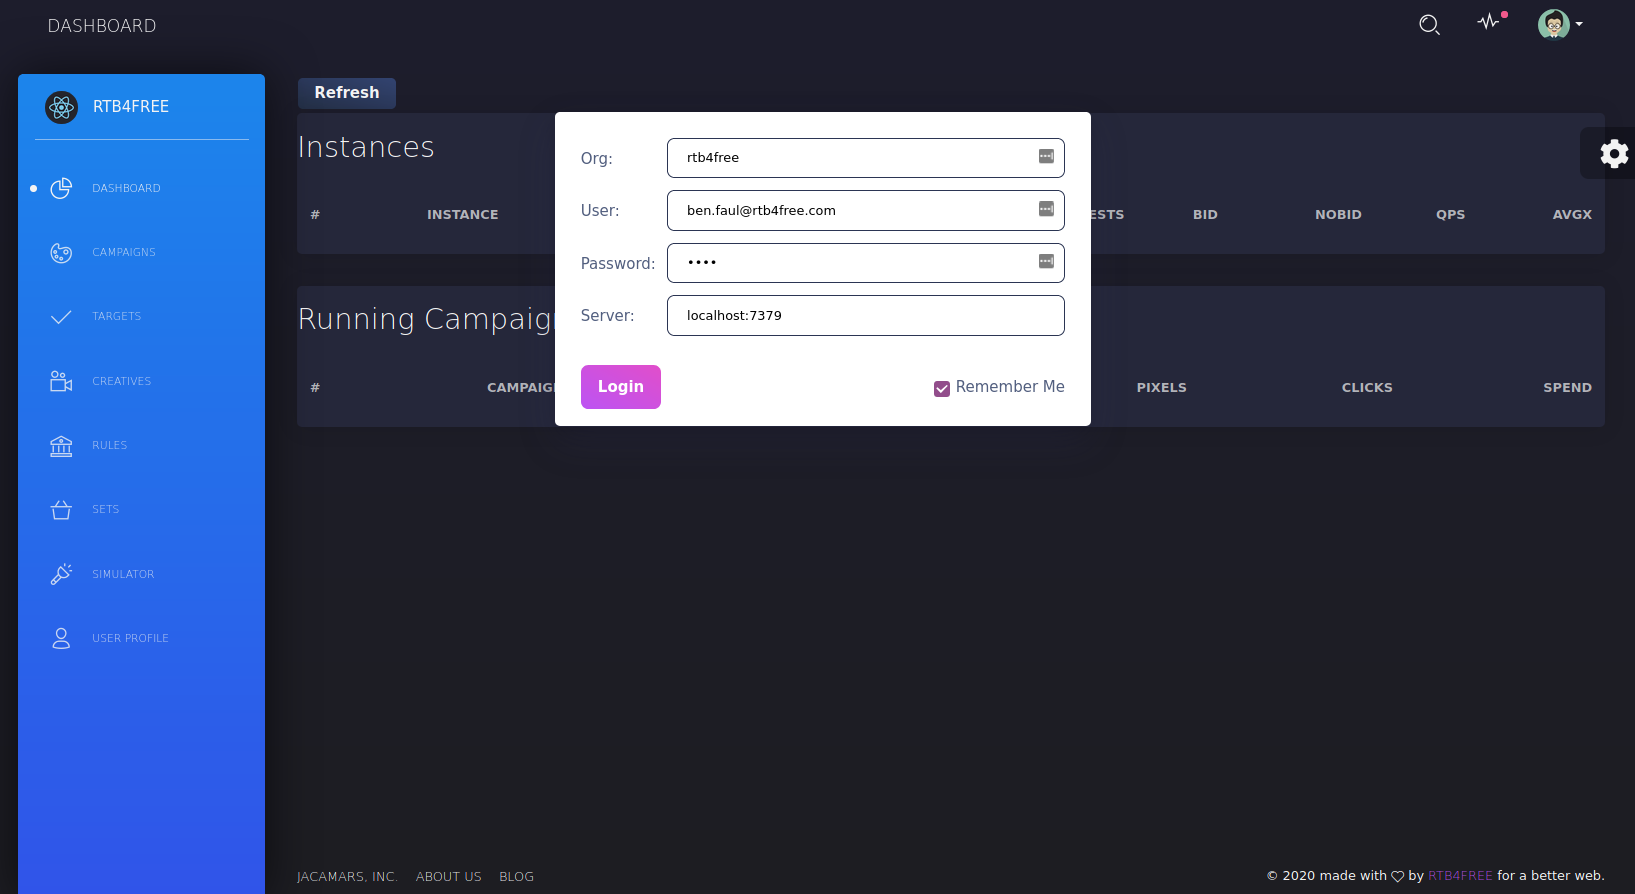 DASHBOARD
RTB4FREE
DASHBOARD
CAMPAIGNS
TARGETS
CREATIVES
RULES
SETS
SIMULATOR
USER PROFILE
Refresh
Instances
# INSTANCE ESTS BID NOBID QPS AVGX
Running Campaig
# CAMPAIG PIXELS CLICKS SPEND
Org: rtb4free
User: ben.faul@rtb4free.com
Password: ••••
Server: localhost:7379
Login Remember Me
JACAMARS, INC. ABOUT US BLOG
© 2020 made with ♡ by RTB4FREE for a better web.